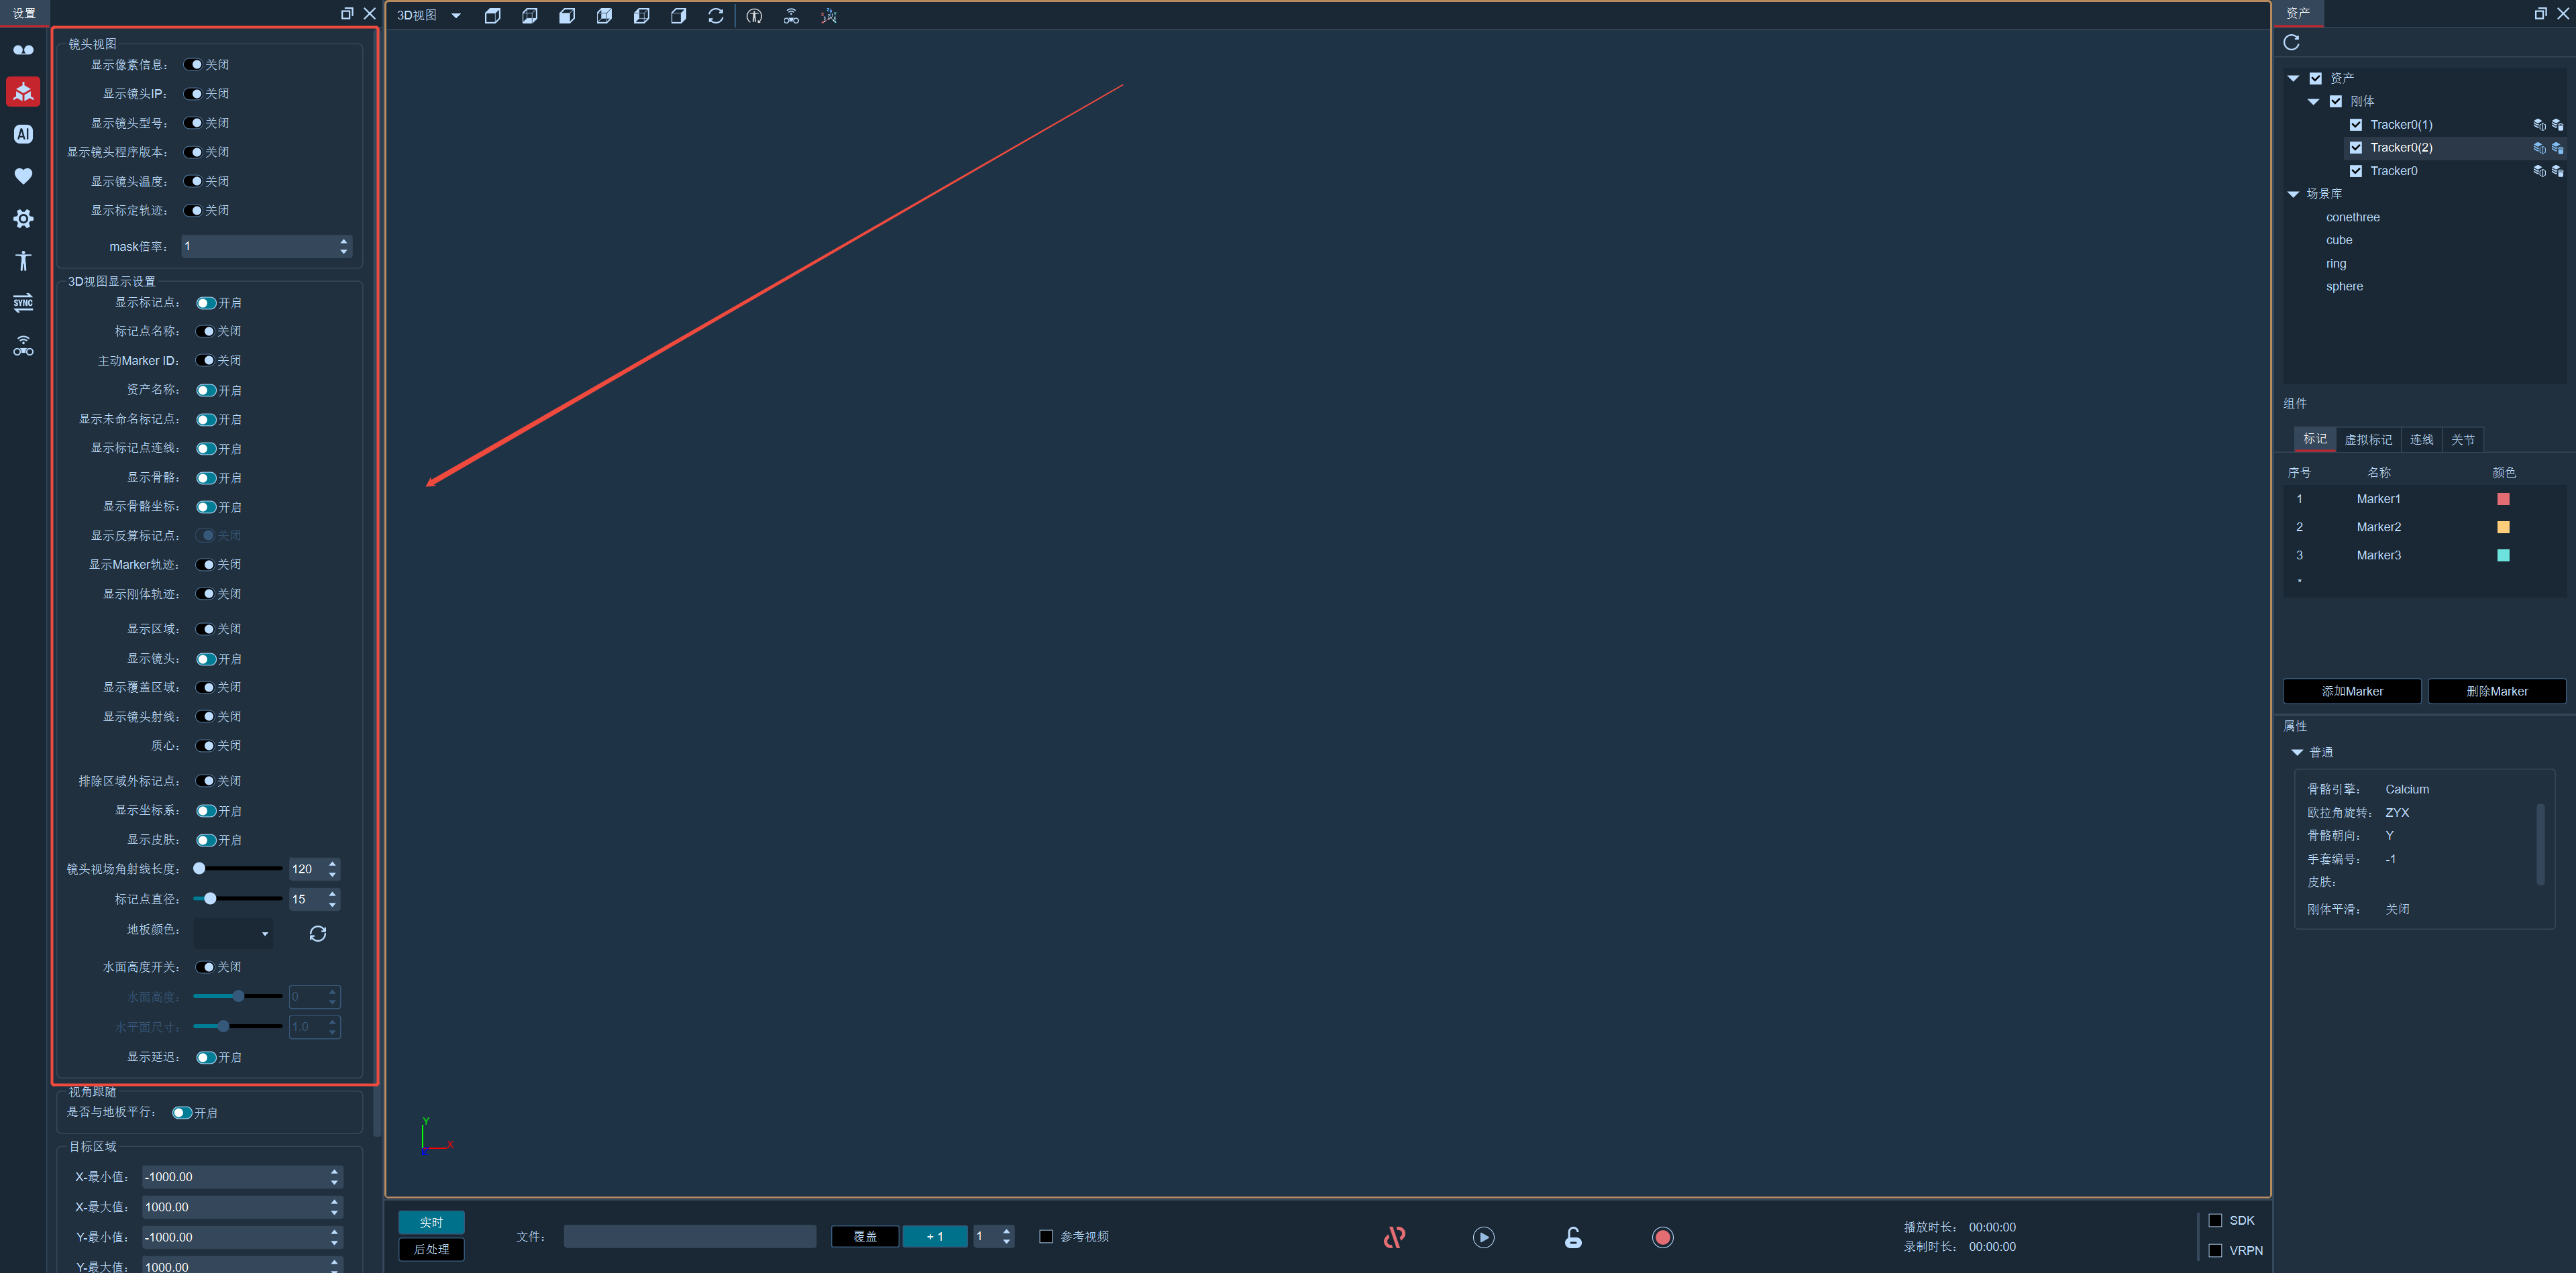 设置
镜头视图
显示像素信息： 关闭
显示镜头IP： 关闭
显示镜头型号： 关闭
显示镜头程序版本： 关闭
显示镜头温度： 关闭
显示标定轨迹： 关闭
mask倍率： 1
3D视图显示设置
显示标记点： 开启
标记点名称： 关闭
主动Marker ID： 关闭
资产名称： 开启
显示未命名标记点： 开启
显示标记点连线： 开启
显示骨骼： 开启
显示骨骼坐标： 开启
显示反算标记点： 关闭
显示Marker轨迹： 关闭
显示刚体轨迹： 关闭
显示区域： 关闭
显示镜头： 开启
显示覆盖区域： 关闭
显示镜头射线： 关闭
质心： 关闭
排除区域外标记点： 关闭
显示坐标系： 开启
显示皮肤： 开启
镜头视场角射线长度： 120
标记点直径： 15
地板颜色：
水面高度开关： 关闭
水面高度： 0
水平面尺寸： 1.0
显示延迟： 开启
视角跟随
是否与地板平行： 开启
目标区域
X-最小值： -1000.00
X-最大值： 1000.00
Y-最小值： -1000.00
Y-最大值： 1000.00
AI
SYNC
3D视图
Y
X
实时
后处理
文件：
覆盖
+ 1
1
参考视频
播放时长： 00:00:00
录制时长： 00:00:00
SDK
VRPN
资产
资产
刚体
Tracker0(1)
Tracker0(2)
Tracker0
场景库
conethree
cube
ring
sphere
组件
标记 虚拟标记 连线 关节
序号 名称 颜色
1 Marker1
2 Marker2
3 Marker3
*
添加Marker 删除Marker
属性
普通
骨骼引擎： Calcium
欧拉角旋转： ZYX
骨骼朝向： Y
手套编号： -1
皮肤：
刚体平滑： 关闭